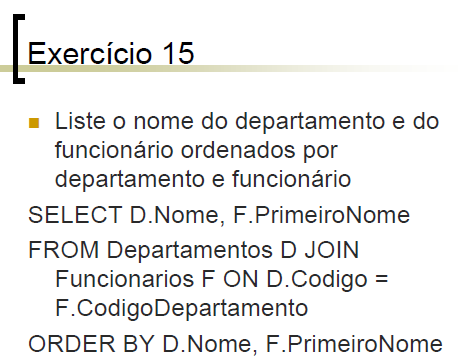 Exercício 15
Liste o nome do departamento e do
funcionário ordenados por
departamento e funcionário
SELECT D.Nome, F.PrimeiroNome
FROM Departamentos D JOIN
Funcionarios F ON D.Codigo =
F.CodigoDepartamento
ORDER BY D.Nome, F.PrimeiroNome